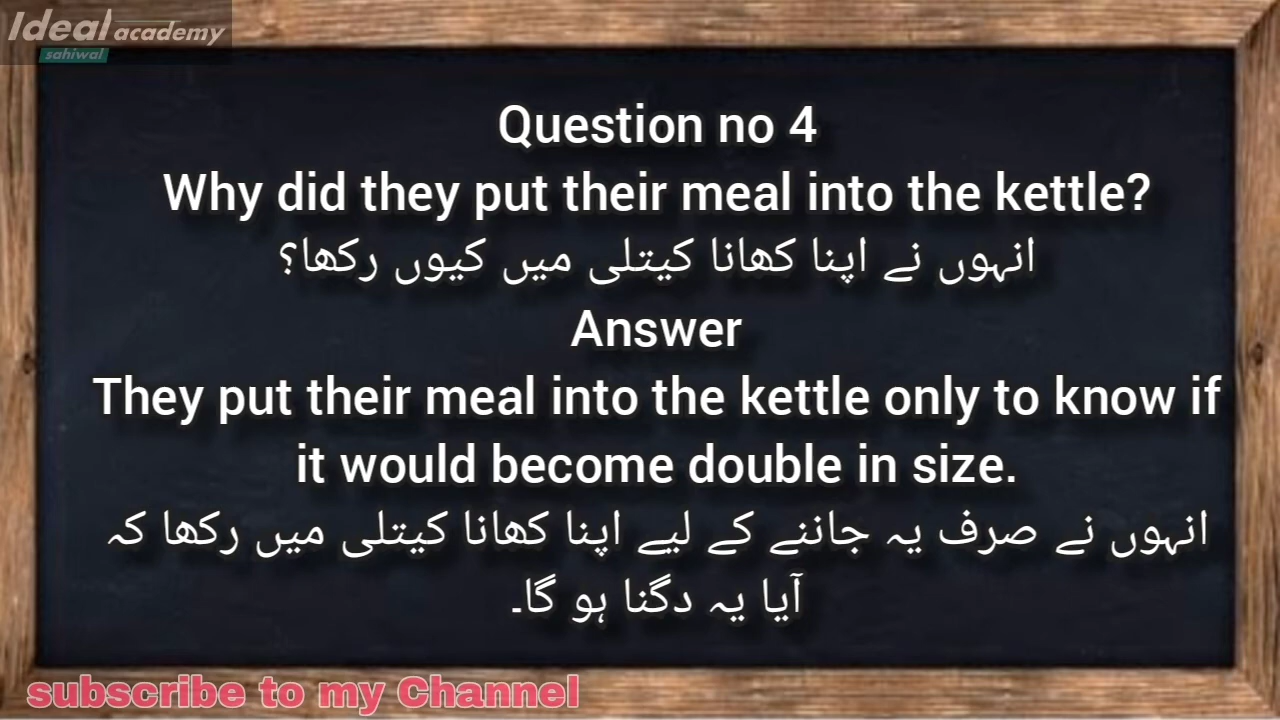 Ideal academy
sahiwal
Question no 4
Why did they put their meal into the kettle?
انہوں نے اپنا کھانا کیتلی میں کیوں رکھا؟
Answer
They put their meal into the kettle only to know if
it would become double in size.
انہوں نے صرف یہ جاننے کے لیے اپنا کھانا کیتلی میں رکھا کہ
آیا یہ دگنا ہو گا۔
subscribe to my Channel